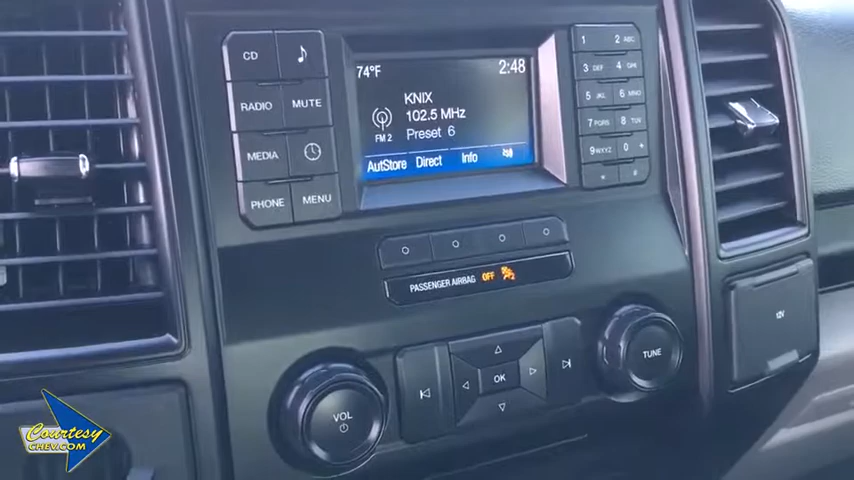 CD
RADIO
MUTE
MEDIA
PHONE
MENU
74°F
2:48
KNIX
102.5 MHz
Preset 6
FM 2
AutStore
Direct
Info
1
2 ABC
3 DEF
4 GHI
5 JKL
6 MNO
7 PQRS
8 TUV
9 WXYZ
0 +
*
#
PASSENGER AIRBAG OFF
VOL
OK
TUNE
12V
Courtesy
CHEV.COM